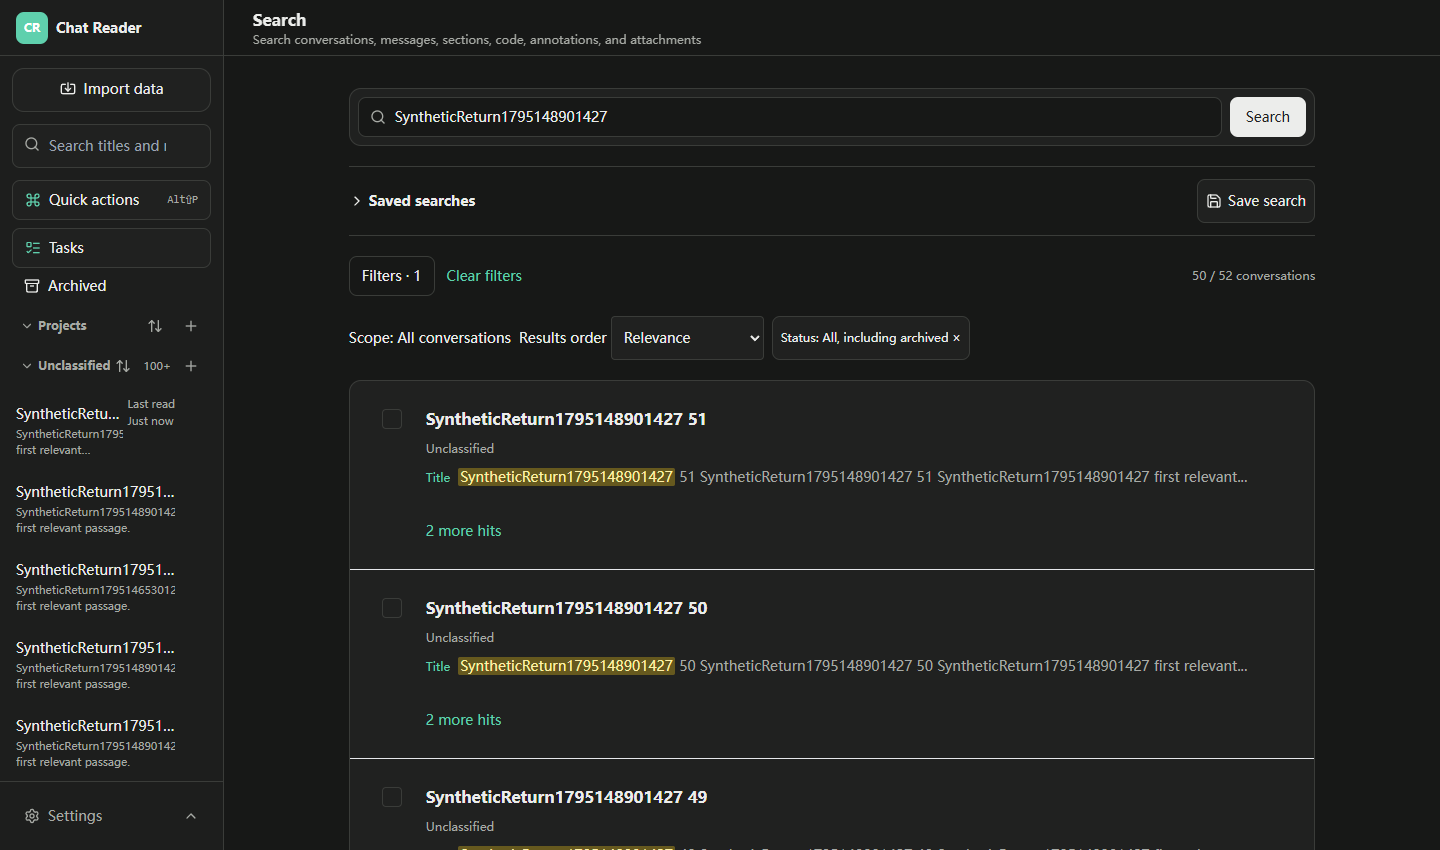 CR Chat Reader
Import data
Search titles and
Quick actions Alt⇧P
Tasks
Archived
Projects
Unclassified 100+
SyntheticRetu... Last read
Just now
SyntheticReturn1795
first relevant...
SyntheticReturn17951...
SyntheticReturn179514890142
first relevant passage.
SyntheticReturn17951...
SyntheticReturn179514653012
first relevant passage.
SyntheticReturn17951...
SyntheticReturn179514890142
first relevant passage.
SyntheticReturn17951...
SyntheticReturn179514890142
first relevant passage.
Settings
Search
Search conversations, messages, sections, code, annotations, and attachments
SyntheticReturn1795148901427 Search
Saved searches Save search
Filters · 1 Clear filters 50 / 52 conversations
Scope: All conversations Results order Relevance Status: All, including archived ×
SyntheticReturn1795148901427 51
Unclassified
Title SyntheticReturn1795148901427 51 SyntheticReturn1795148901427 51 SyntheticReturn1795148901427 first relevant...
2 more hits
SyntheticReturn1795148901427 50
Unclassified
Title SyntheticReturn1795148901427 50 SyntheticReturn1795148901427 50 SyntheticReturn1795148901427 first relevant...
2 more hits
SyntheticReturn1795148901427 49
Unclassified